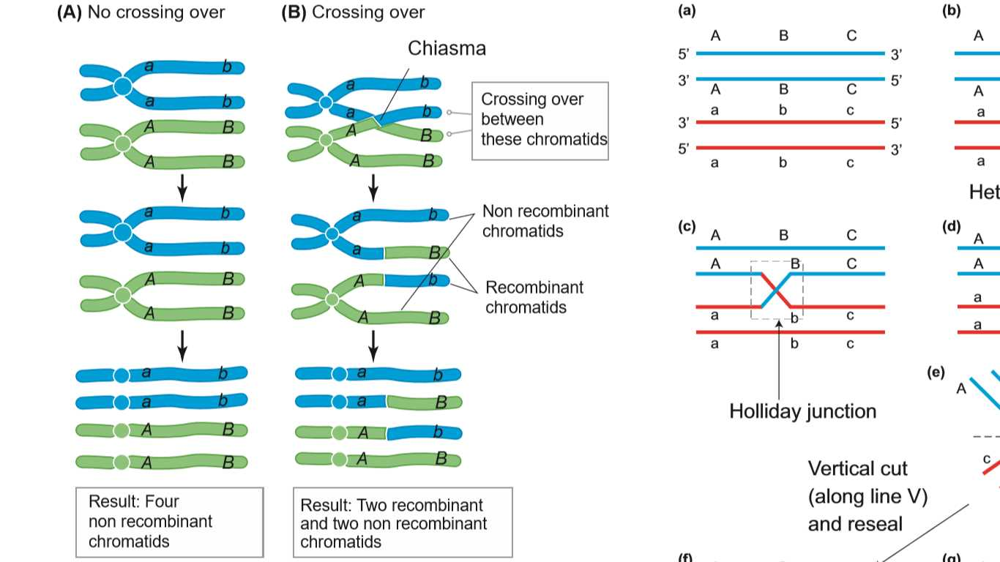 (A) No crossing over
a b
a b
A B
A B
a b
a b
A B
A B
a b
a b
A B
A B
Result: Four
non recombinant
chromatids
(B) Crossing over
Chiasma
a b
a b
A B
A B
Crossing over
between
these chromatids
a b
a B
A b
A B
Non recombinant
chromatids
Recombinant
chromatids
a b
a B
A b
A B
Result: Two recombinant
and two non recombinant
chromatids
(a)
A B C
5’ 3’
3’ 5’
A B C
a b c
3’ 5’
5’ 3’
a b c
(b)
A
A
a
a
Het
(c)
A B C
A B C
a b c
a b c
Holliday junction
(d)
A
A
a
a
(e)
A
c
Vertical cut
(along line V)
and reseal
(f)
(g)